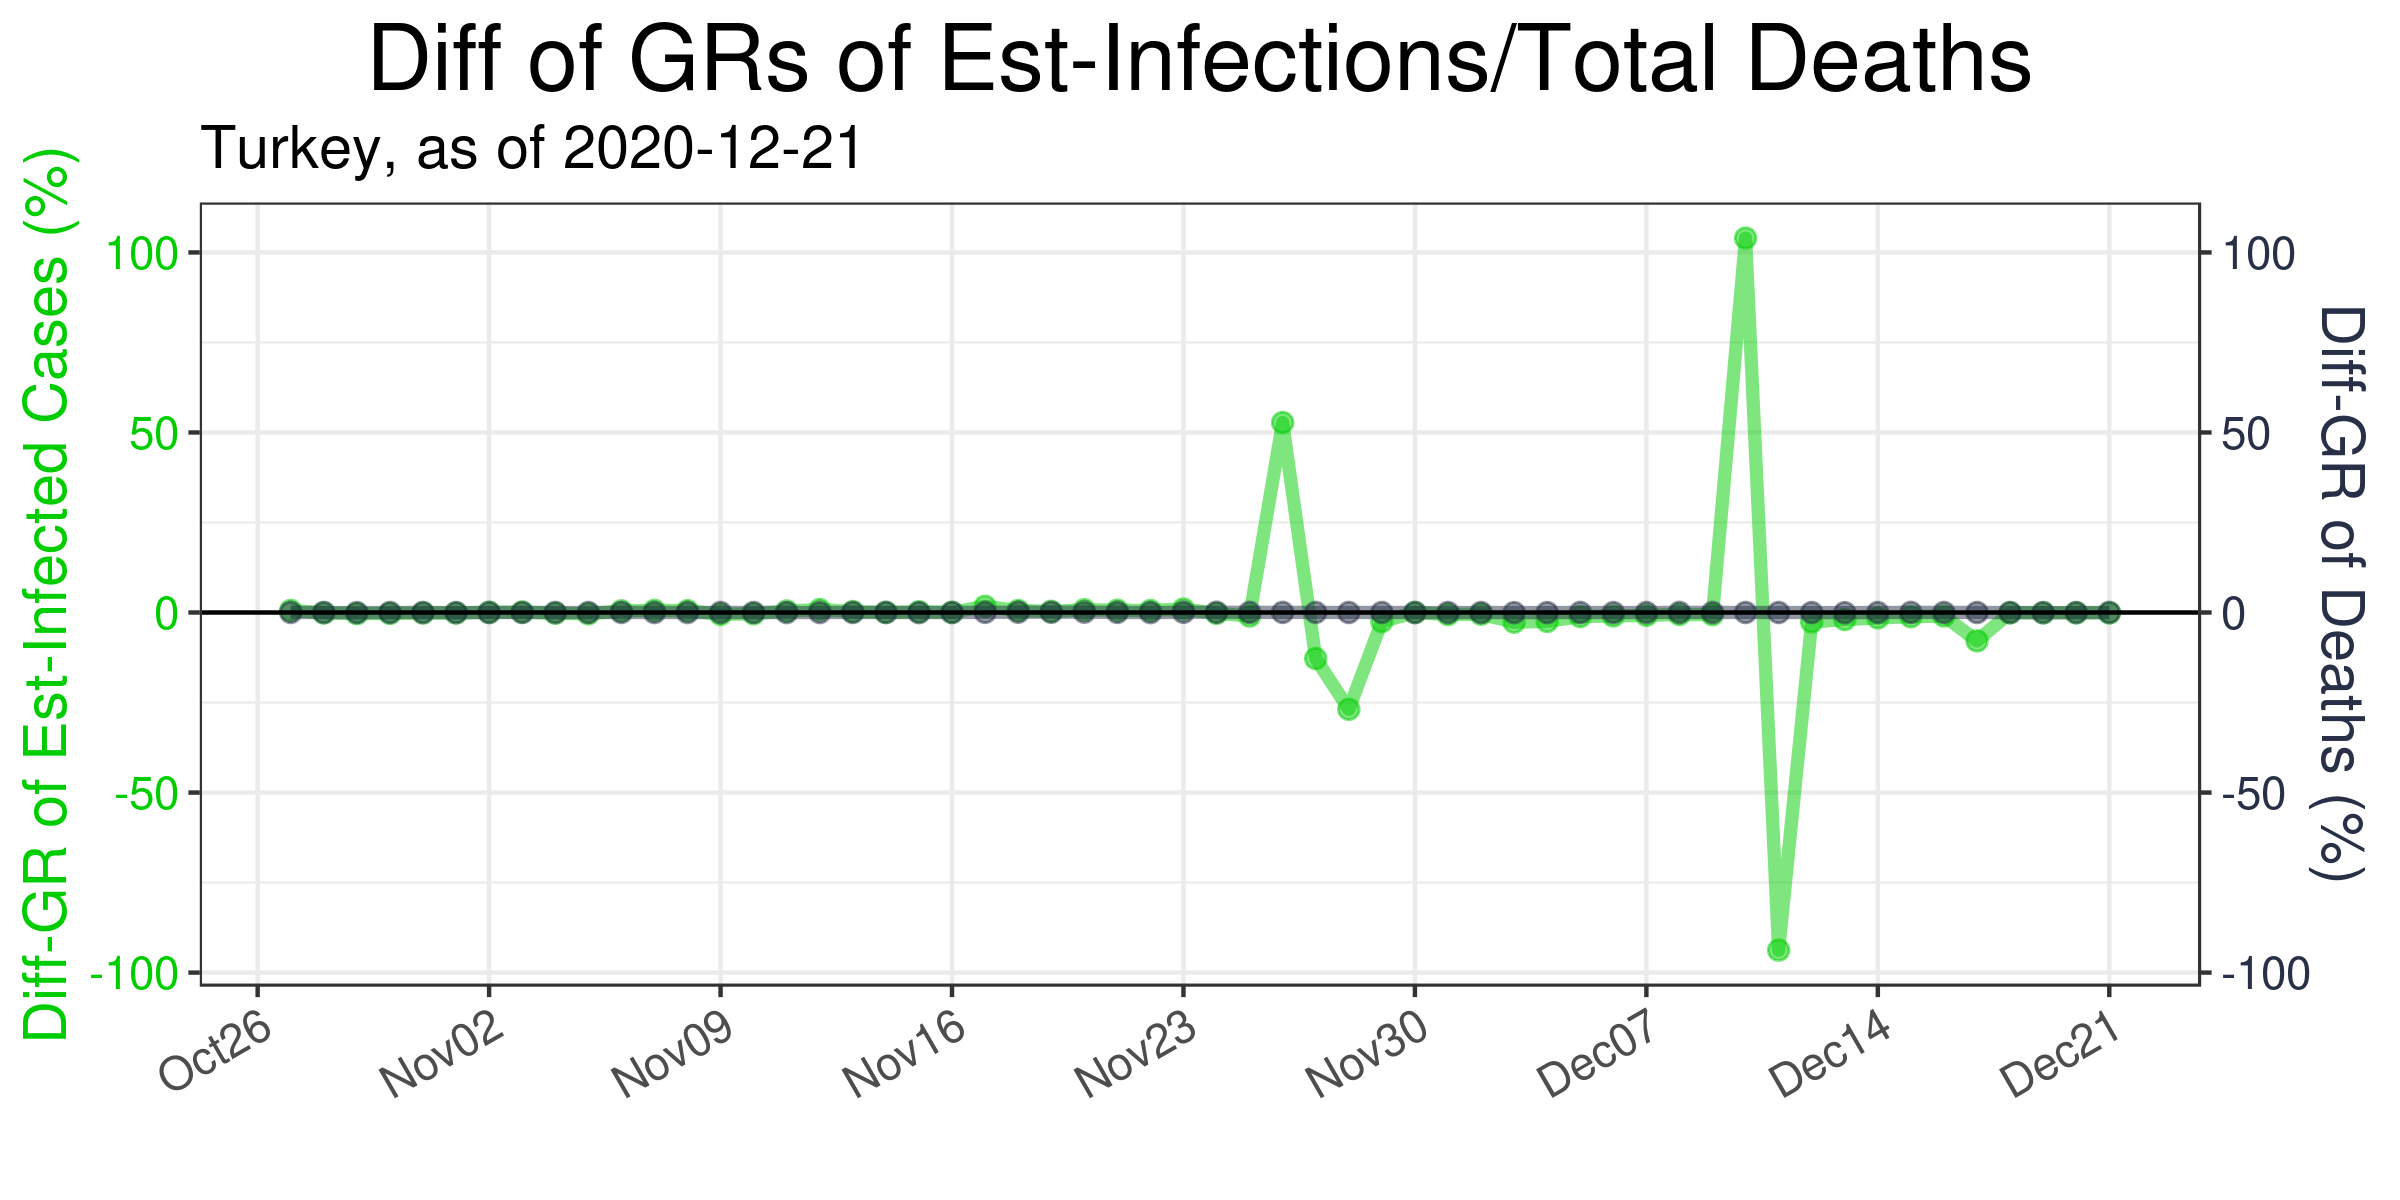 Diff of GRs of Est-Infections/Total Deaths
Turkey, as of 2020-12-21
Diff-GR of Est-Infected Cases (%)
100
50
0
-50
-100
100
50
0
-50
-100
Diff-GR of Deaths (%)
Oct26
Nov02
Nov09
Nov16
Nov23
Nov30
Dec07
Dec14
Dec21